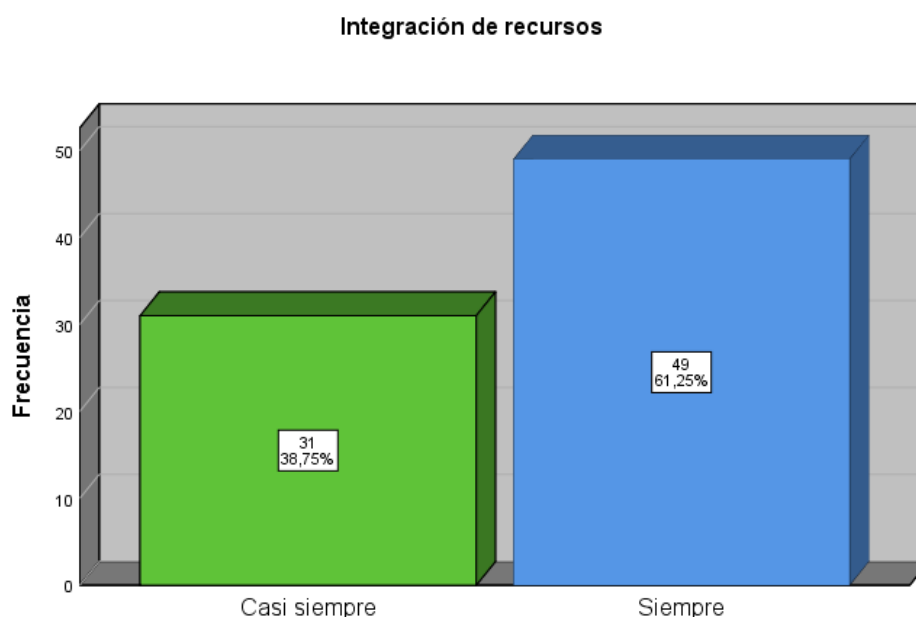 Integración de recursos
Frecuencia
50
40
30
20
10
0
31
38,75%
49
61,25%
Casi siempre
Siempre